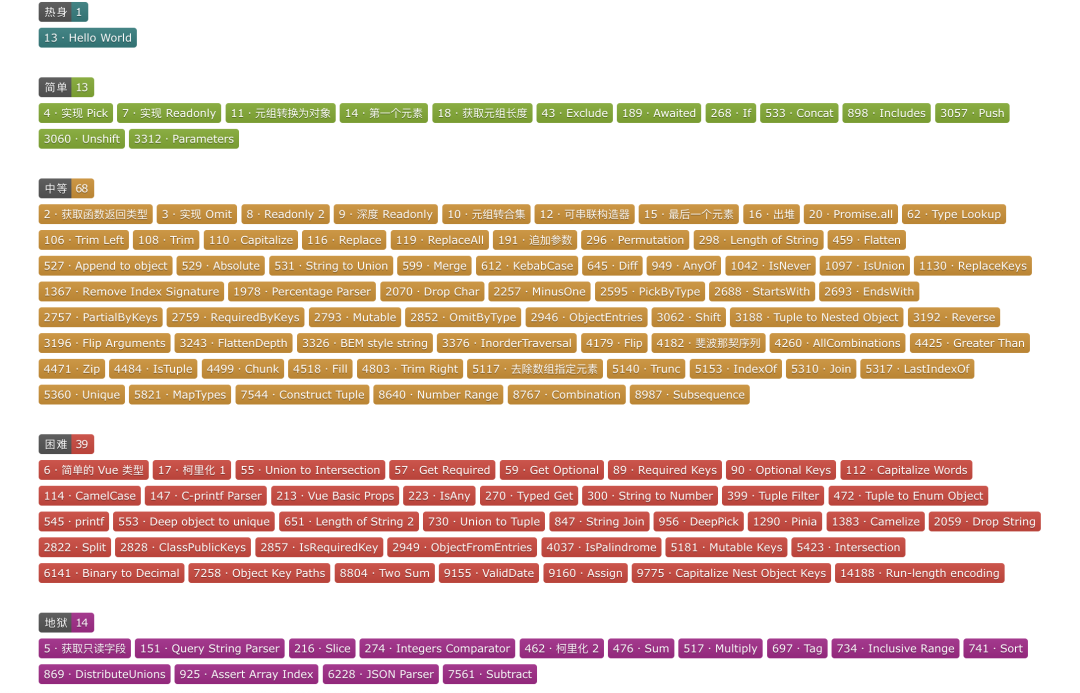 热身 1
13 · Hello World
简单 13
4 · 实现 Pick 7 · 实现 Readonly 11 · 元组转换为对象 14 · 第一个元素 18 · 获取元组长度 43 · Exclude 189 · Awaited 268 · If 533 · Concat 898 · Includes 3057 · Push
3060 · Unshift 3312 · Parameters
中等 68
2 · 获取函数返回类型 3 · 实现 Omit 8 · Readonly 2 9 · 深度 Readonly 10 · 元组转合集 12 · 可串联构造器 15 · 最后一个元素 16 · 出堆 20 · Promise.all 62 · Type Lookup
106 · Trim Left 108 · Trim 110 · Capitalize 116 · Replace 119 · ReplaceAll 191 · 追加参数 296 · Permutation 298 · Length of String 459 · Flatten
527 · Append to object 529 · Absolute 531 · String to Union 599 · Merge 612 · KebabCase 645 · Diff 949 · AnyOf 1042 · IsNever 1097 · IsUnion 1130 · ReplaceKeys
1367 · Remove Index Signature 1978 · Percentage Parser 2070 · Drop Char 2257 · MinusOne 2595 · PickByType 2688 · StartsWith 2693 · EndsWith
2757 · PartialByKeys 2759 · RequiredByKeys 2793 · Mutable 2852 · OmitByType 2946 · ObjectEntries 3062 · Shift 3188 · Tuple to Nested Object 3192 · Reverse
3196 · Flip Arguments 3243 · FlattenDepth 3326 · BEM style string 3376 · InorderTraversal 4179 · Flip 4182 · 斐波那契序列 4260 · AllCombinations 4425 · Greater Than
4471 · Zip 4484 · IsTuple 4499 · Chunk 4518 · Fill 4803 · Trim Right 5117 · 去除数组指定元素 5140 · Trunc 5153 · IndexOf 5310 · Join 5317 · LastIndexOf
5360 · Unique 5821 · MapTypes 7544 · Construct Tuple 8640 · Number Range 8767 · Combination 8987 · Subsequence
困难 39
6 · 简单的 Vue 类型 17 · 柯里化 1 55 · Union to Intersection 57 · Get Required 59 · Get Optional 89 · Required Keys 90 · Optional Keys 112 · Capitalize Words
114 · CamelCase 147 · C-printf Parser 213 · Vue Basic Props 223 · IsAny 270 · Typed Get 300 · String to Number 399 · Tuple Filter 472 · Tuple to Enum Object
545 · printf 553 · Deep object to unique 651 · Length of String 2 730 · Union to Tuple 847 · String Join 956 · DeepPick 1290 · Pinia 1383 · Camelize 2059 · Drop String
2822 · Split 2828 · ClassPublicKeys 2857 · IsRequiredKey 2949 · ObjectFromEntries 4037 · IsPalindrome 5181 · Mutable Keys 5423 · Intersection
6141 · Binary to Decimal 7258 · Object Key Paths 8804 · Two Sum 9155 · ValidDate 9160 · Assign 9775 · Capitalize Nest Object Keys 14188 · Run-length encoding
地狱 14
5 · 获取只读字段 151 · Query String Parser 216 · Slice 274 · Integers Comparator 462 · 柯里化 2 476 · Sum 517 · Multiply 697 · Tag 734 · Inclusive Range 741 · Sort
869 · DistributeUnions 925 · Assert Array Index 6228 · JSON Parser 7561 · Subtract